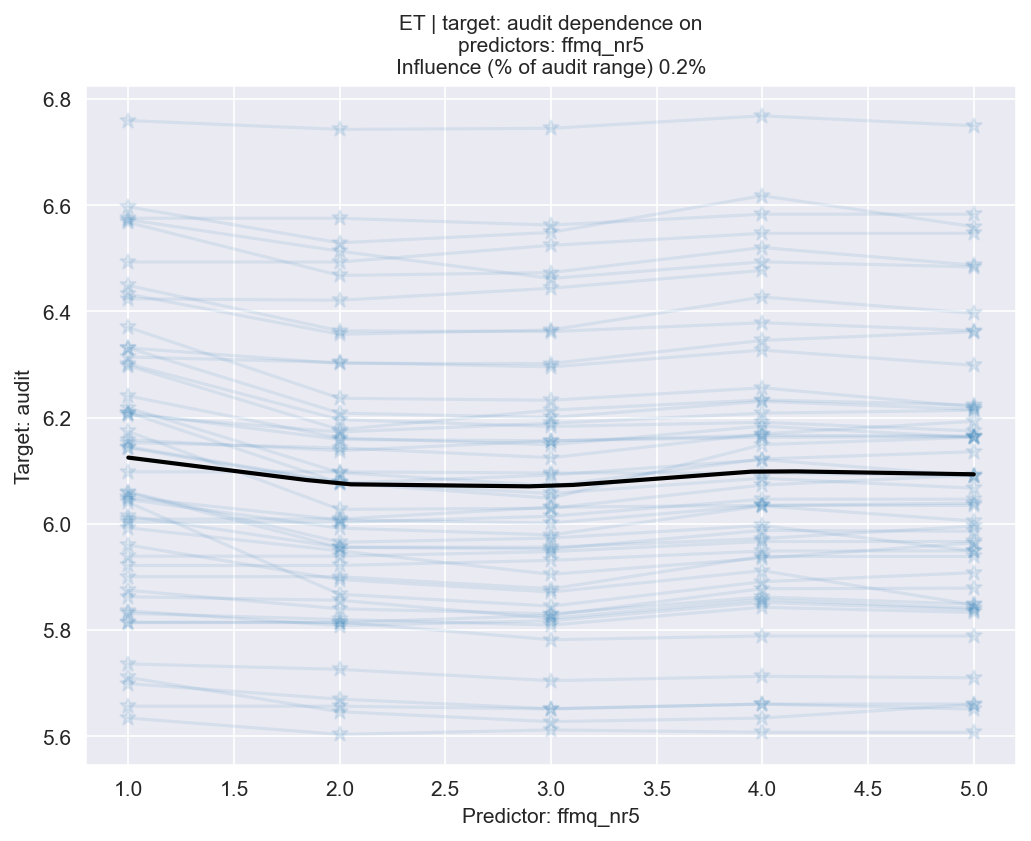 ET | target: audit dependence on
predictors: ffmq_nr5
Influence (% of audit range) 0.2%
Target: audit
6.8
6.6
6.4
6.2
6.0
5.8
5.6
1.0 1.5 2.0 2.5 3.0 3.5 4.0 4.5 5.0
Predictor: ffmq_nr5